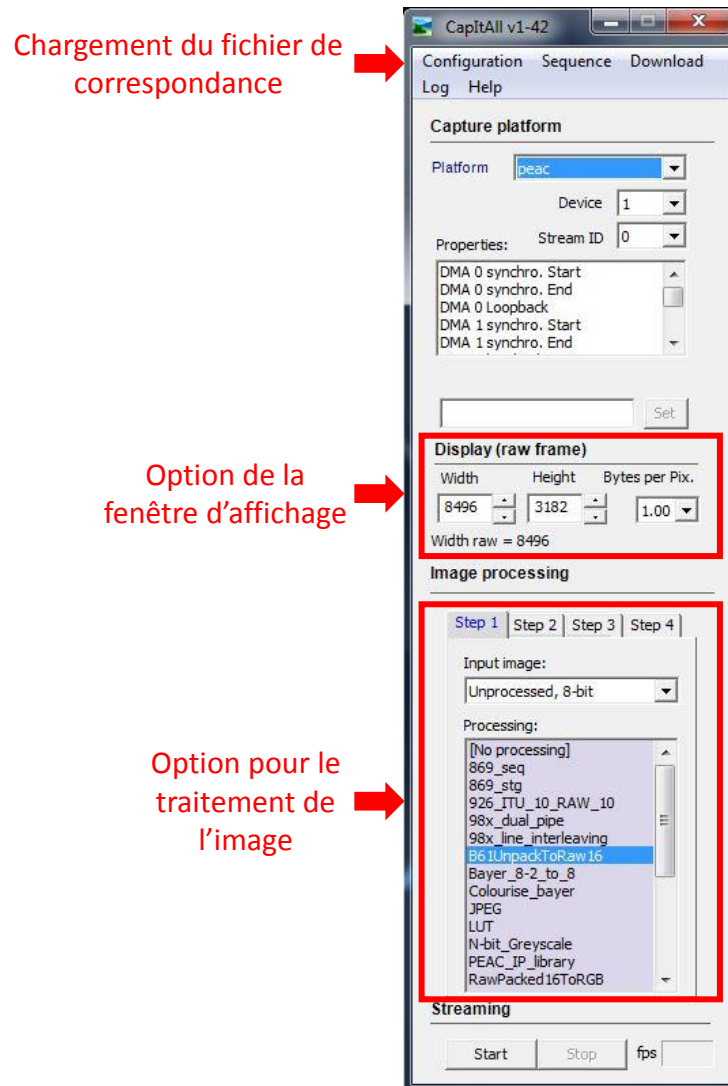 Chargement du fichier de
correspondance
CapItAll v1-42
Configuration Sequence Download
Log Help
Capture platform
Platform peac
Device 1
Properties: Stream ID 0
DMA 0 synchro. Start
DMA 0 synchro. End
DMA 0 Loopback
DMA 1 synchro. Start
DMA 1 synchro. End
Set
Option de la
fenêtre d’affichage
Display (raw frame)
Width Height Bytes per Pix.
8496 3182 1.00
Width raw = 8496
Image processing
Option pour le
traitement de
l’image
Step 1 Step 2 Step 3 Step 4
Input image:
Unprocessed, 8-bit
Processing:
[No processing]
869_seq
869_stg
926_ITU_10_RAW_10
98x_dual_pipe
98x_line_interleaving
B61UnpackToRaw16
Bayer_8-2_to_8
Colourise_bayer
JPEG
LUT
N-bit_Greyscale
PEAC_IP_library
RawPacked16ToRGB
Streaming
Start Stop fps